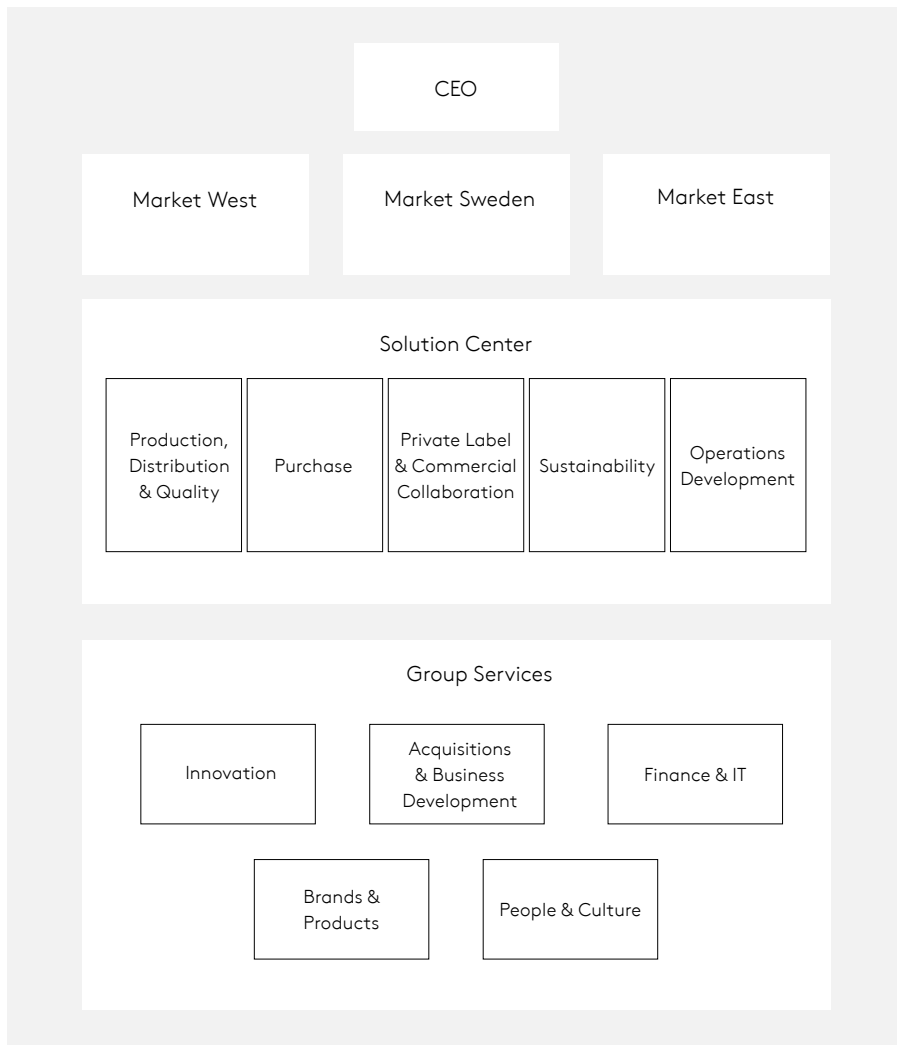 CEO
Market West
Market Sweden
Market East
Solution Center
Production,
Distribution
& Quality
Purchase
Private Label
& Commercial
Collaboration
Sustainability
Operations
Development
Group Services
Innovation
Acquisitions
& Business
Development
Finance & IT
Brands &
Products
People & Culture